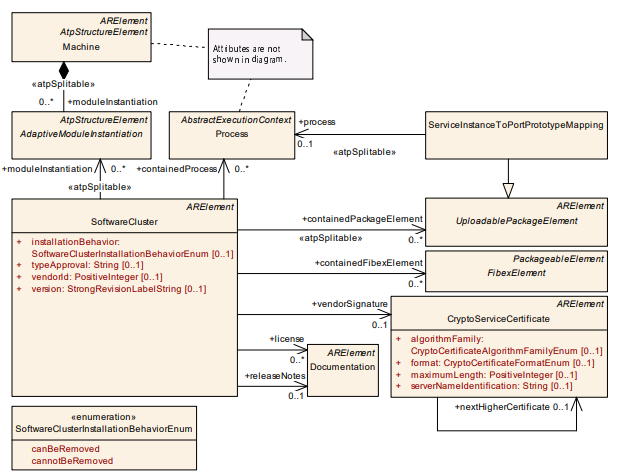 ARElement
AtpStructureElement
Machine
Attributes are not
shown in diagram.
«atpSplitable»
0..*
+moduleInstantiation
AtpStructureElement
AdaptiveModuleInstantiation
AbstractExecutionContext
Process
+process
0..1
«atpSplitable»
ServiceInstanceToPortPrototypeMapping
+moduleInstantiation
0..*
«atpSplitable»
+containedProcess
0..*
ARElement
SoftwareCluster
+ installationBehavior:
SoftwareClusterInstallationBehaviorEnum [0..1]
+ typeApproval: String [0..1]
+ vendorId: PositiveInteger [0..1]
+ version: StrongRevisionLabelString [0..1]
+containedPackageElement
«atpSplitable»
0..*
ARElement
UploadablePackageElement
+containedFibexElement
0..*
PackageableElement
FibexElement
+vendorSignature
0..1
ARElement
CryptoServiceCertificate
+ algorithmFamily:
CryptoCertificateAlgorithmFamilyEnum [0..1]
+ format: CryptoCertificateFormatEnum [0..1]
+ maximumLength: PositiveInteger [0..1]
+ serverNameIdentification: String [0..1]
+nextHigherCertificate 0..1
+license
0..*
+releaseNotes
0..1
ARElement
Documentation
«enumeration»
SoftwareClusterInstallationBehaviorEnum
canBeRemoved
cannotBeRemoved